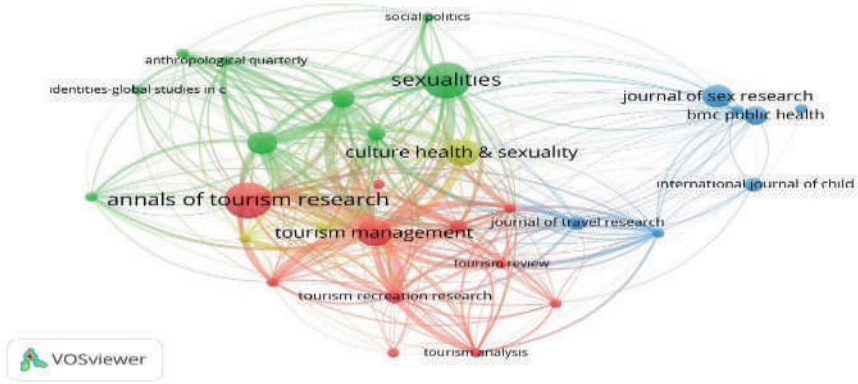 social politics
anthropological quarterly
sexualities
identities-global studies in c
journal of sex research
bmc public health
culture health & sexuality
international journal of child
annals of tourism research
journal of travel research
tourism management
tourism review
tourism recreation research
tourism analysis
VOSviewer